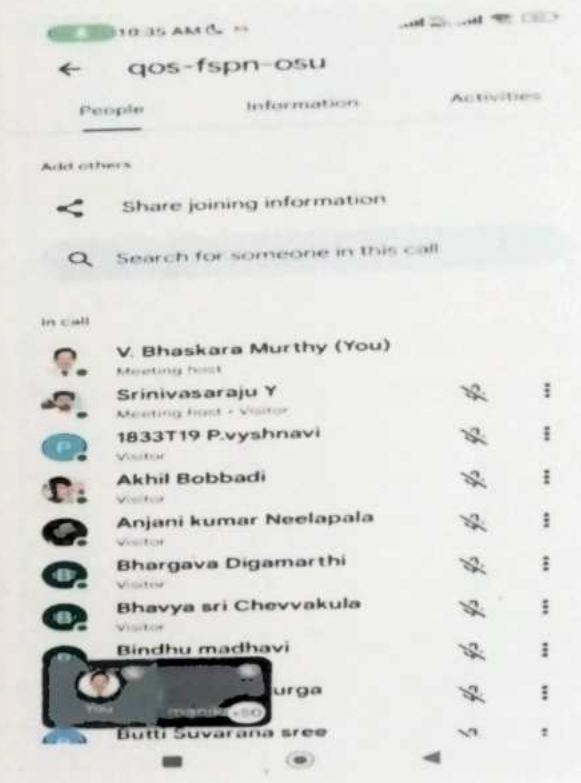 10:35 AM
qos-fspn-osu
People Information Activities
Add others
Share joining information
Search for someone in this call
In call
V. Bhaskara Murthy (You)
Meeting host
Srinivasaraju Y
Meeting host • Visitor
1833T19 P.vyshnavi
P
Visitor
Akhil Bobbadi
Visitor
Anjani kumar Neelapala
Visitor
Bhargava Digamarthi
B
Visitor
Bhavya sri Chevvakula
B
Visitor
Bindhu madhavi
urga
You
+50
Butti Suvarana sree